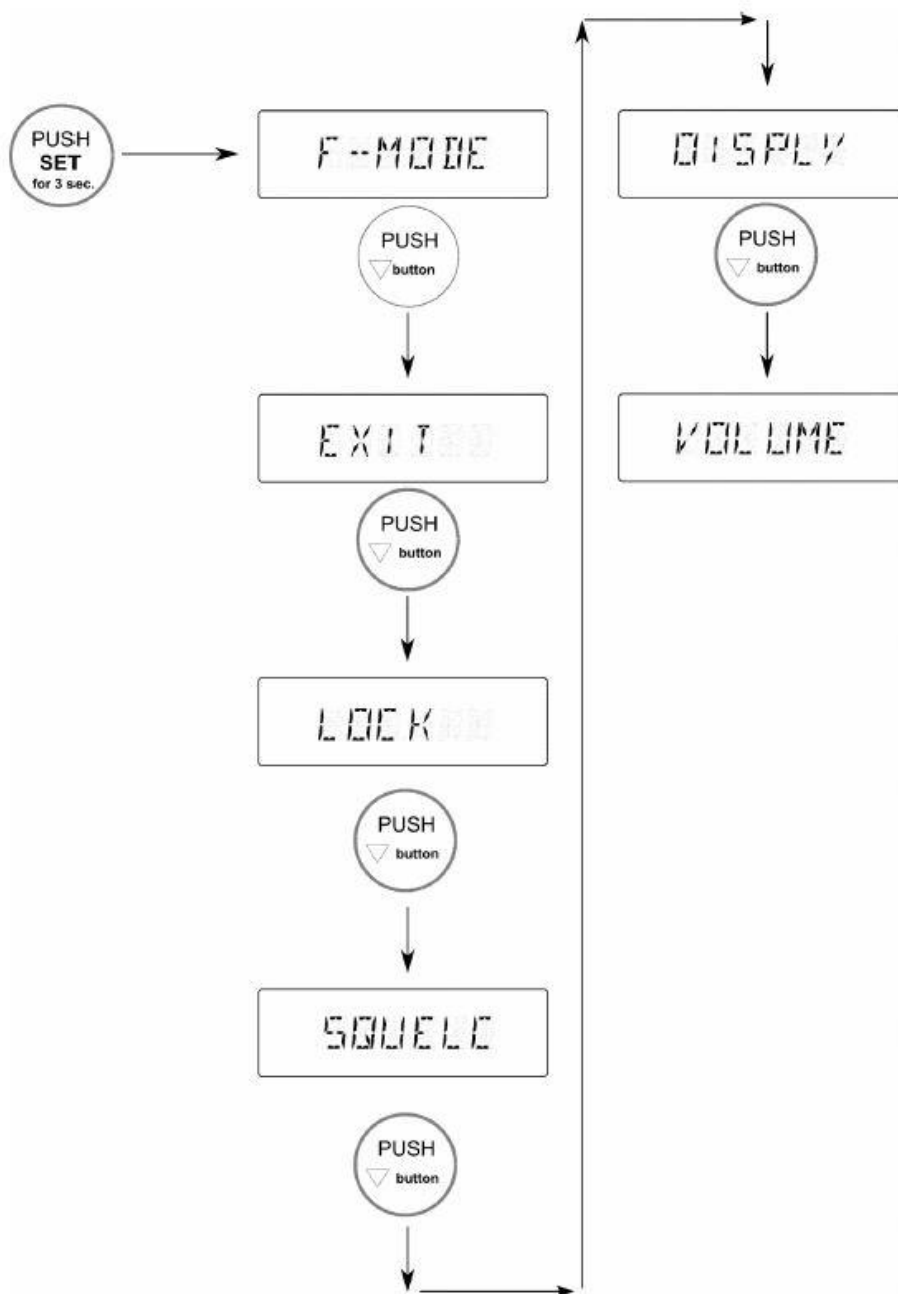 PUSH
SET
for 3 sec.
F--MODE
PUSH
button
EXIT
PUSH
button
LOCK
PUSH
button
SQUELC
PUSH
button
DISPLY
PUSH
button
VOLUME